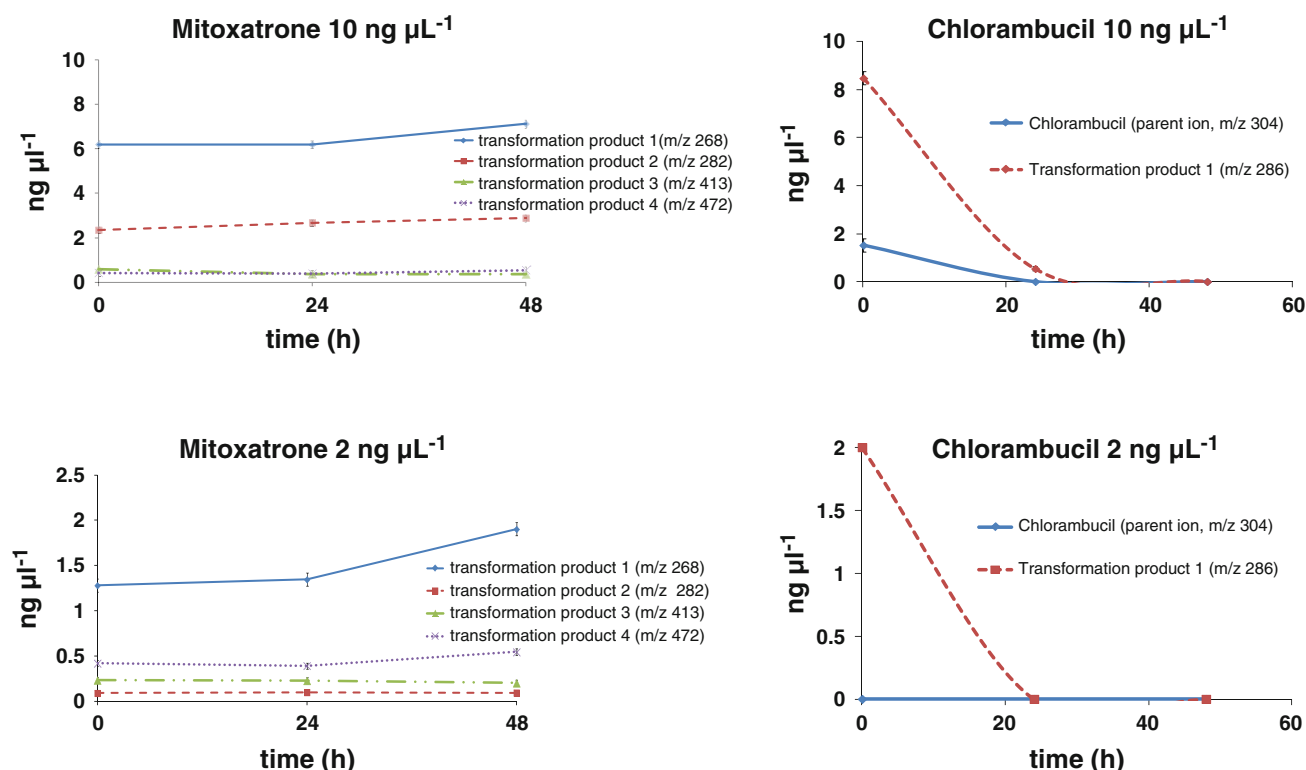 Mitoxatrone 10 ng µL-1
10
8
6
4
2
0
ng µl-1
0 24 48
time (h)
transformation product 1(m/z 268)
transformation product 2 (m/z 282)
transformation product 3 (m/z 413)
transformation product 4 (m/z 472)
Chlorambucil 10 ng µL-1
10
8
6
4
2
0
ng µl-1
0 20 40 60
time (h)
Chlorambucil (parent ion, m/z 304)
Transformation product 1 (m/z 286)
Mitoxatrone 2 ng µL-1
2.5
2
1.5
1
0.5
0
ng µl-1
0 24 48
time (h)
transformation product 1 (m/z 268)
transformation product 2 (m/z 282)
transformation product 3 (m/z 413)
transformation product 4 (m/z 472)
Chlorambucil 2 ng µL-1
2
1.5
1
0.5
0
ng µl-1
0 20 40 60
time (h)
Chlorambucil (parent ion, m/z 304)
Transformation product 1 (m/z 286)